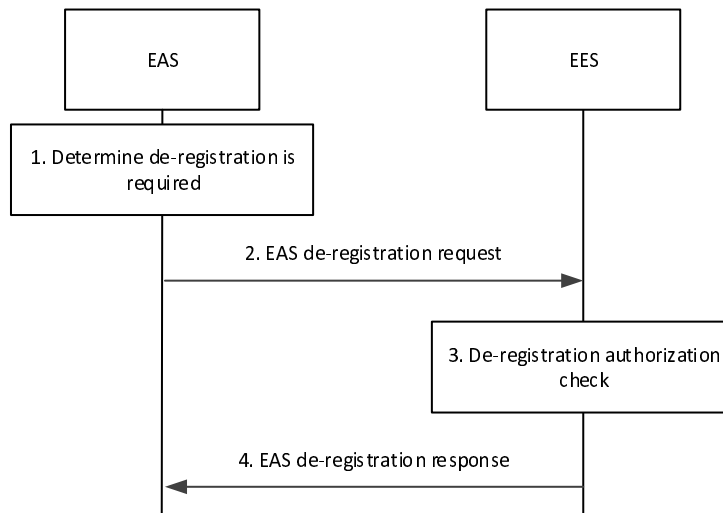 EAS
EES
1. Determine de-registration is
required
2. EAS de-registration request
3. De-registration authorization
check
4. EAS de-registration response